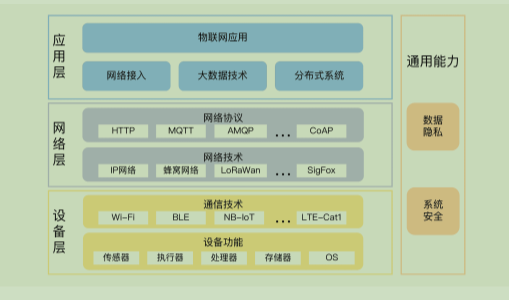 应用层
物联网应用
网络接入 大数据技术 分布式系统
网络层
网络协议
HTTP MQTT AMQP ... CoAP
网络技术
IP网络 蜂窝网络 LoRaWan ... SigFox
设备层
通信技术
Wi-Fi BLE NB-IoT ... LTE-Cat1
设备功能
传感器 执行器 处理器 存储器 OS
通用能力
数据
隐私
系统
安全